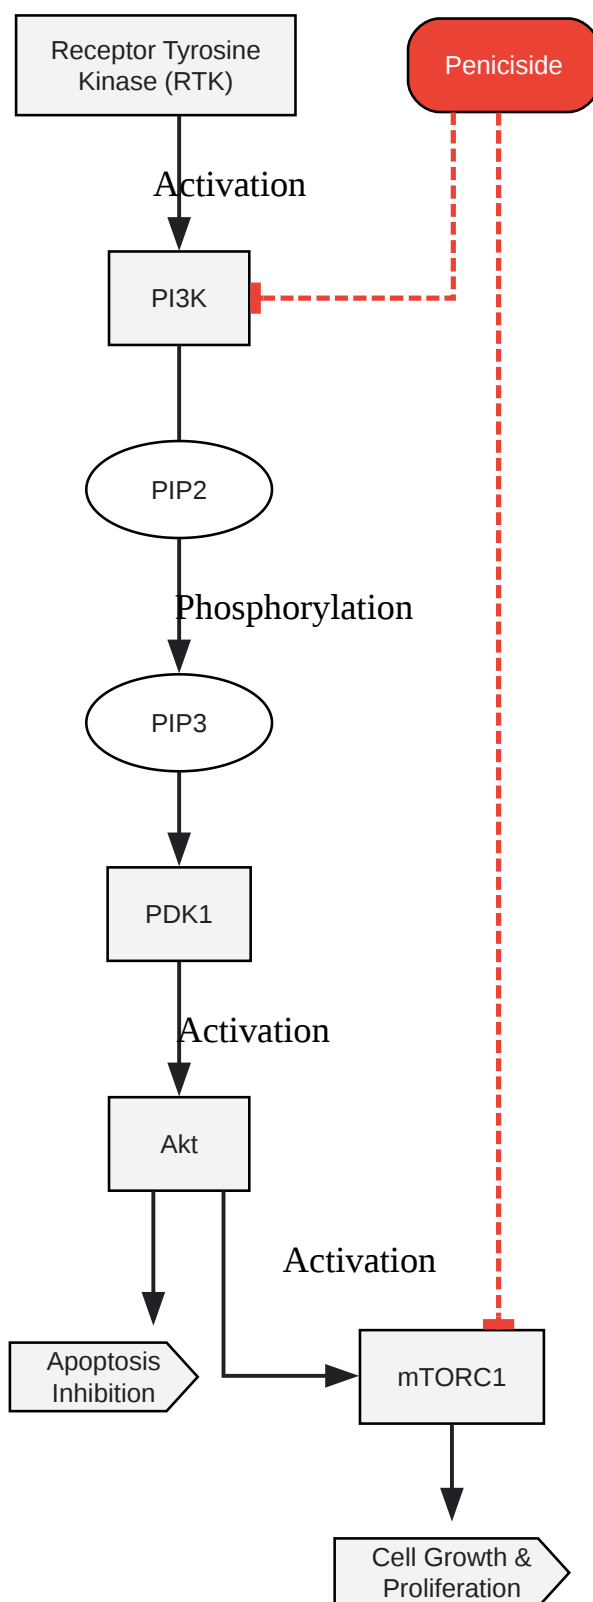 Receptor Tyrosine
Kinase (RTK)
Peniciside
Activation
PI3K
PIP2
Phosphorylation
PIP3
PDK1
Activation
Akt
Activation
Apoptosis
Inhibition
mTORC1
Cell Growth &
Proliferation